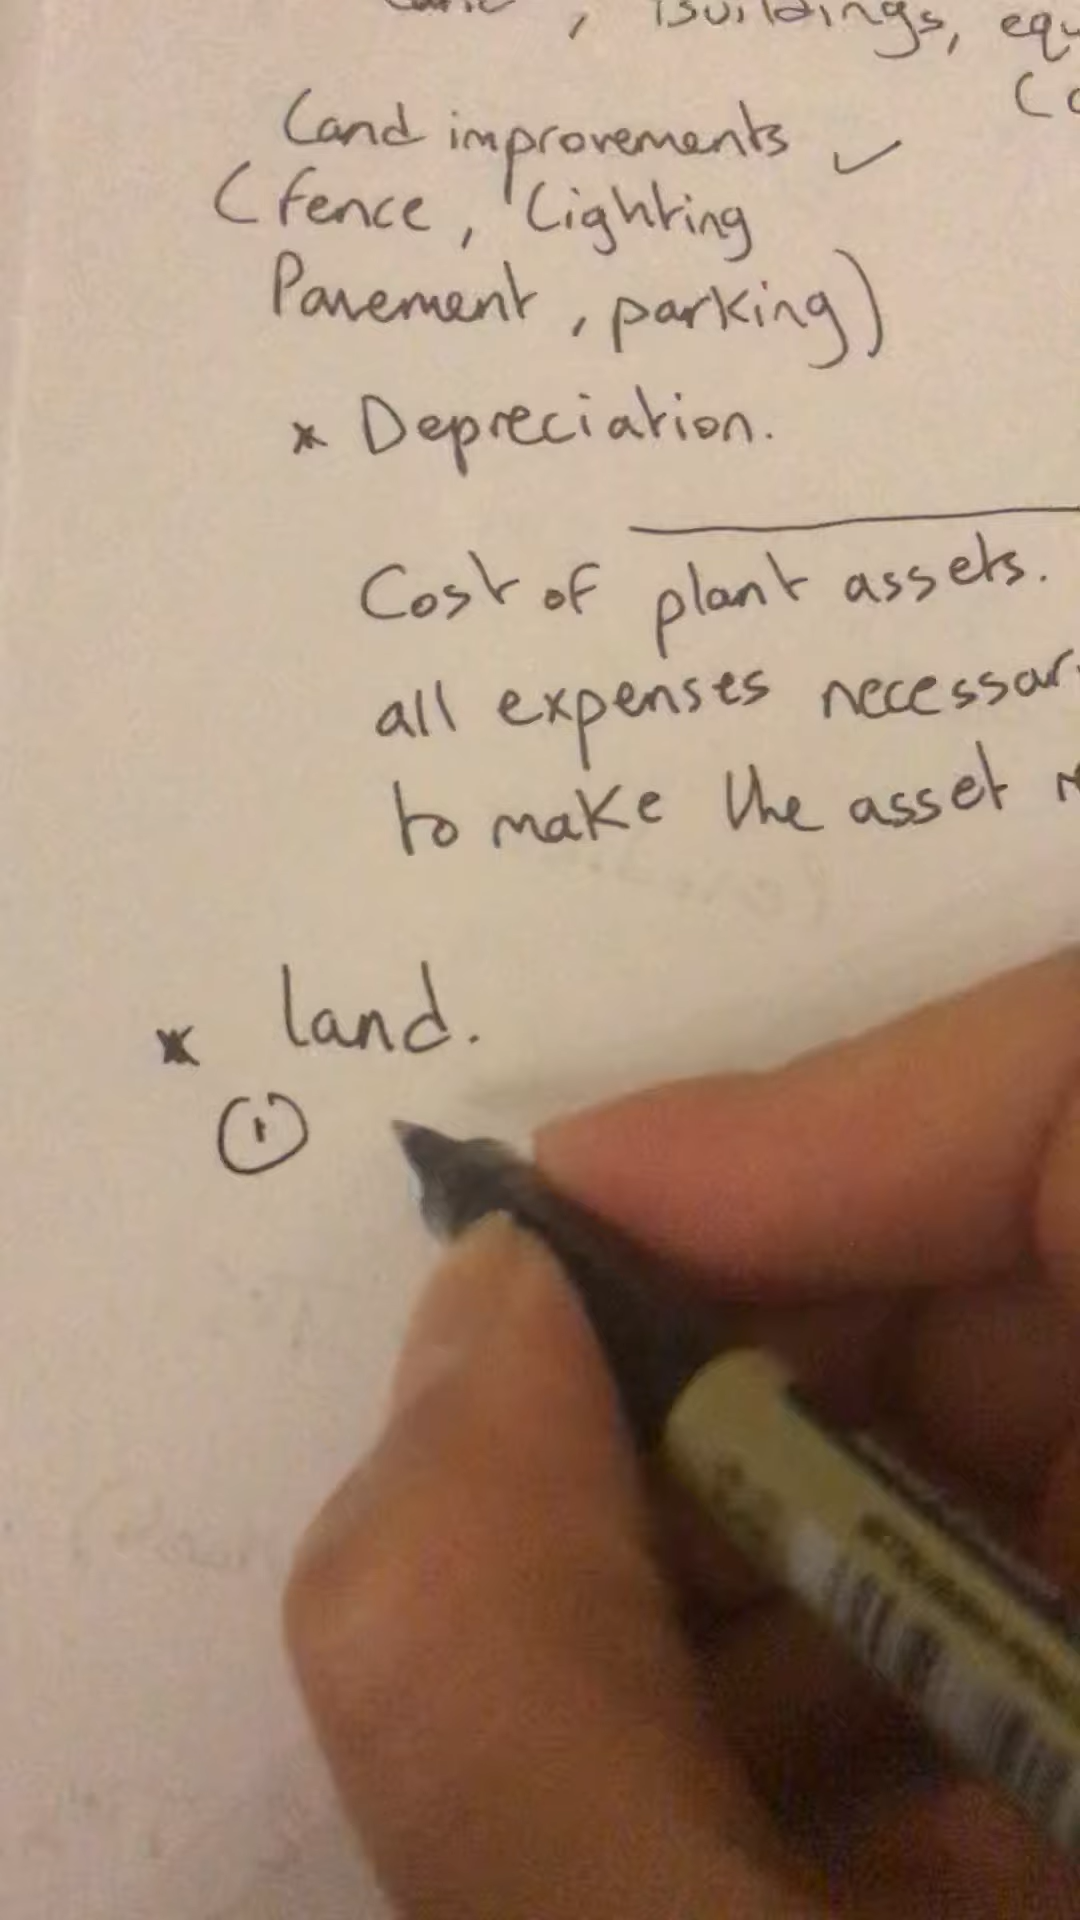 , Buildings,
Land improvements ✓
(fence, Lighting
Pavement, parking)
* Depreciation.
Cost of plant assets.
all expenses
to make the asset
* land.
①